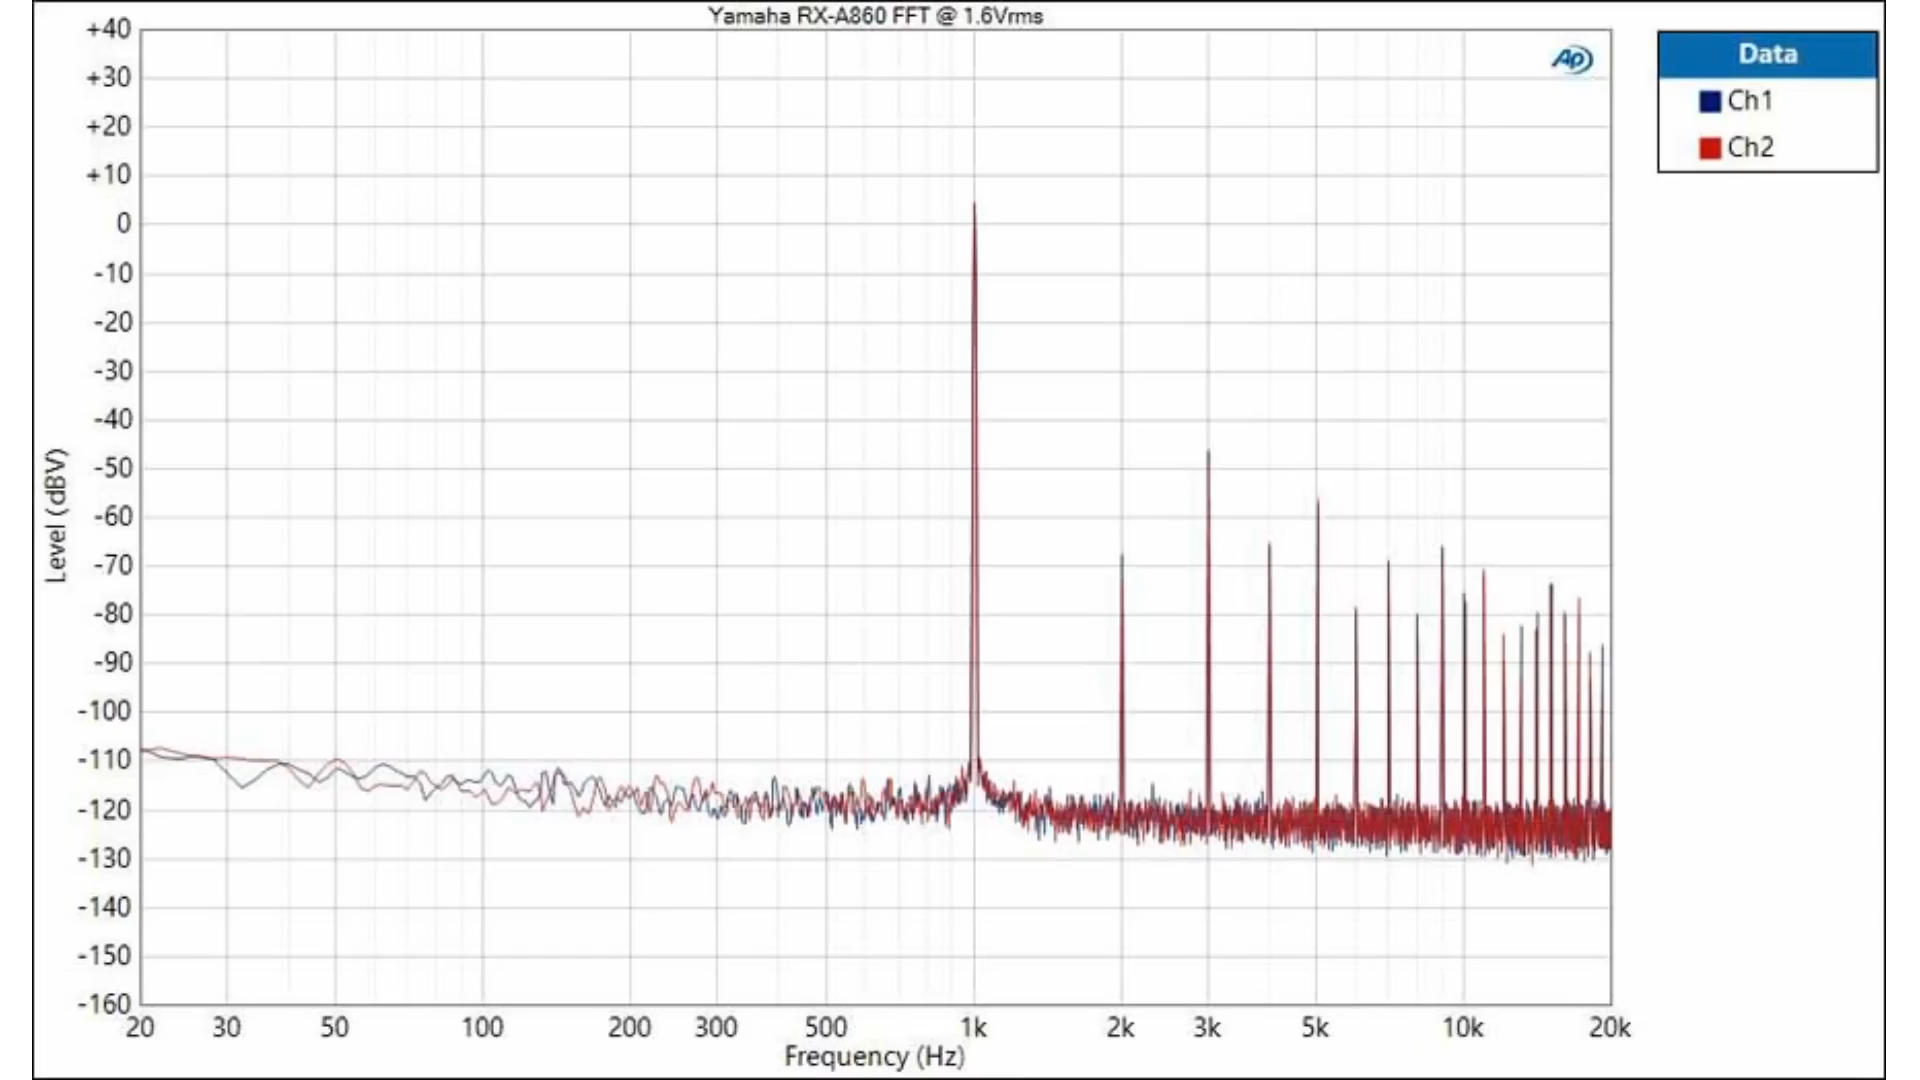 Yamaha RX-A860 FFT @ 1.6Vrms
+40
+30
+20
+10
0
-10
-20
-30
-40
-50
-60
-70
-80
-90
-100
-110
-120
-130
-140
-150
-160
Level (dBV)
20 30 50 100 200 300 500 1k 2k 3k 5k 10k 20k
Frequency (Hz)
AP
Data
Ch1
Ch2